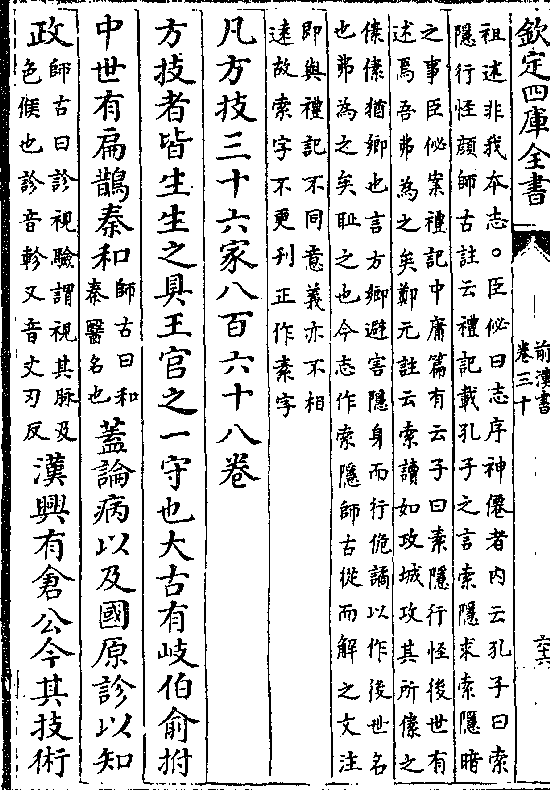 欽定四庫全書 前漢書 卷三十 六六
祖述非我本志。臣佖曰志序神僊者内云孔子曰索
隱行怪顔師古註云禮記載孔子之言索隱求索隱暗
之事臣佖案禮記中庸篇有云子曰素隱行怪後世有
述焉吾弗為之矣鄭元註云索讀如攻城攻其所傃之
傃傃猶鄉也言方鄉避害隱身而行佹譎以作後世名
也弗為之矣耻之也今志作索隱師古從而解之文注
即與禮記不同意義亦不相
遠故索字不更刊正作素字
凡方技三十六家八百六十八卷
方技者皆生生之具王官之一守也大古有岐伯俞拊
中世有扁鵲秦和師古曰和秦醫名也蓋論病以及國原診以知
政師古曰診視驗謂視其脉及色候也診音軫又音丈刃反漢興有倉公今其技術